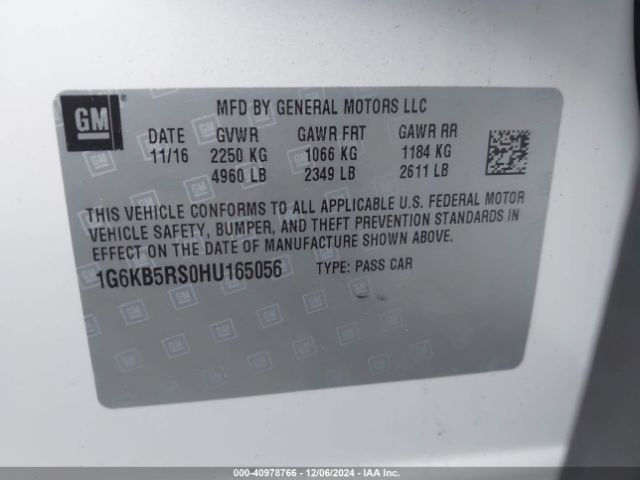 GM
MFD BY GENERAL MOTORS LLC
DATE GVWR GAWR FRT GAWR RR
11/16 2250 KG 1066 KG 1184 KG
4960 LB 2349 LB 2611 LB
THIS VEHICLE CONFORMS TO ALL APPLICABLE U.S. FEDERAL MOTOR
VEHICLE SAFETY, BUMPER, AND THEFT PREVENTION STANDARDS IN
EFFECT ON THE DATE OF MANUFACTURE SHOWN ABOVE.
1G6KB5RS0HU165056 TYPE: PASS CAR
000-40978766 - 12/06/2024 - IAA Inc.